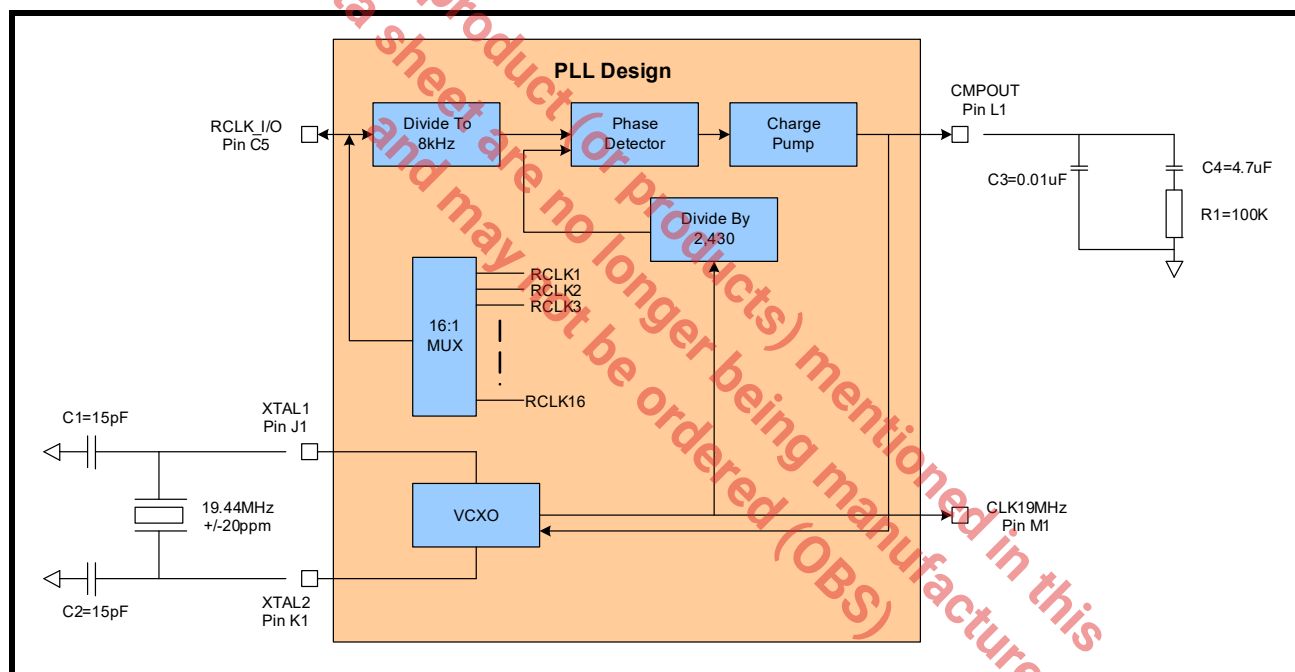 PLL Design
RCLK_I/O
Pin C5
Divide To
8kHz
Phase
Detector
Charge
Pump
CMPOUT
Pin L1
C3=0.01uF
C4=4.7uF
R1=100K
Divide By
2,430
16:1
MUX
RCLK1
RCLK2
RCLK3
RCLK16
C1=15pF
XTAL1
Pin J1
19.44MHz
+/-20ppm
VCXO
CLK19MHz
Pin M1
C2=15pF
XTAL2
Pin K1
product (or products) mentioned in this
ta sheet are no longer being manufacture
and may not be ordered (OBS)